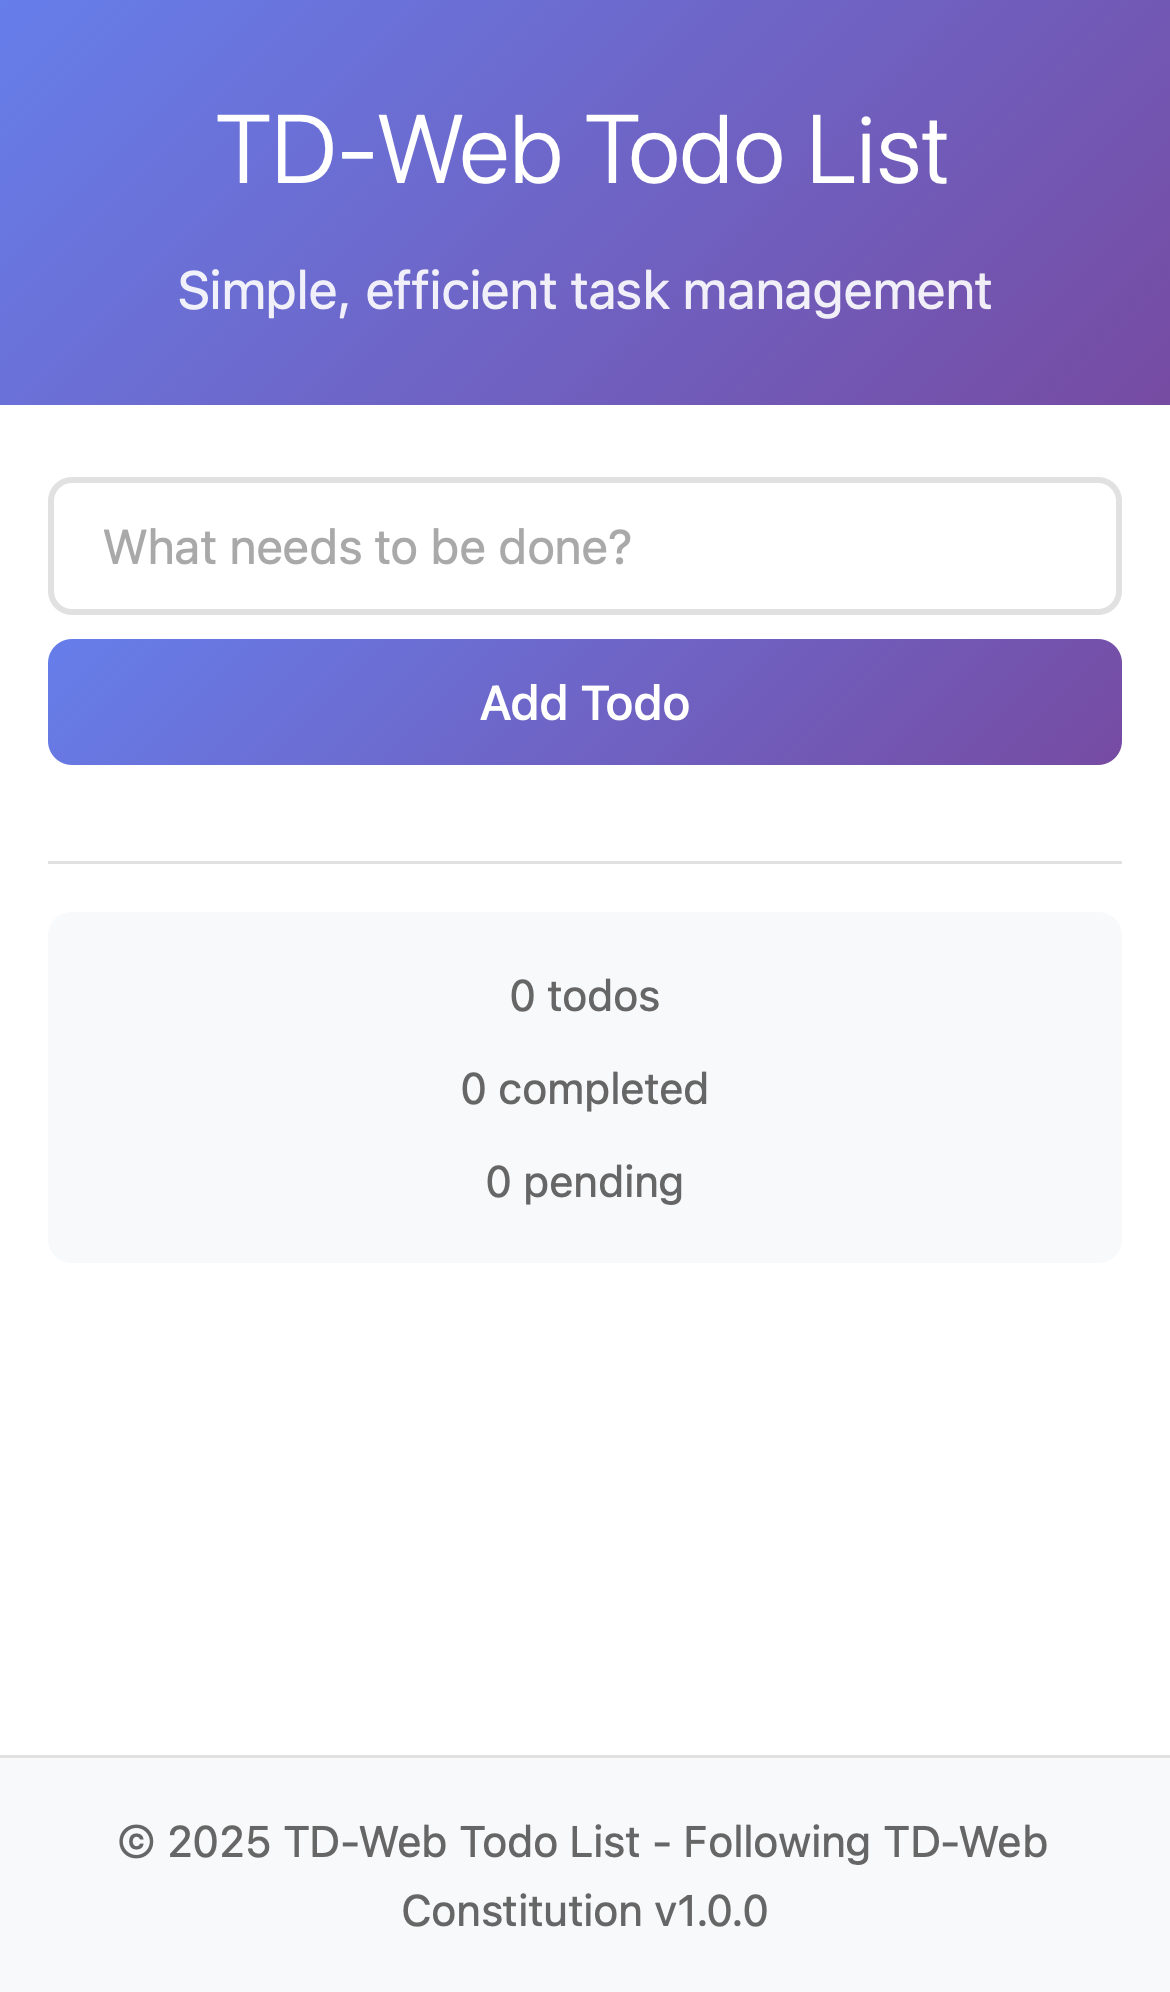 TD-Web Todo List
Simple, efficient task management
What needs to be done?
Add Todo
0 todos
0 completed
0 pending
© 2025 TD-Web Todo List - Following TD-Web
Constitution v1.0.0